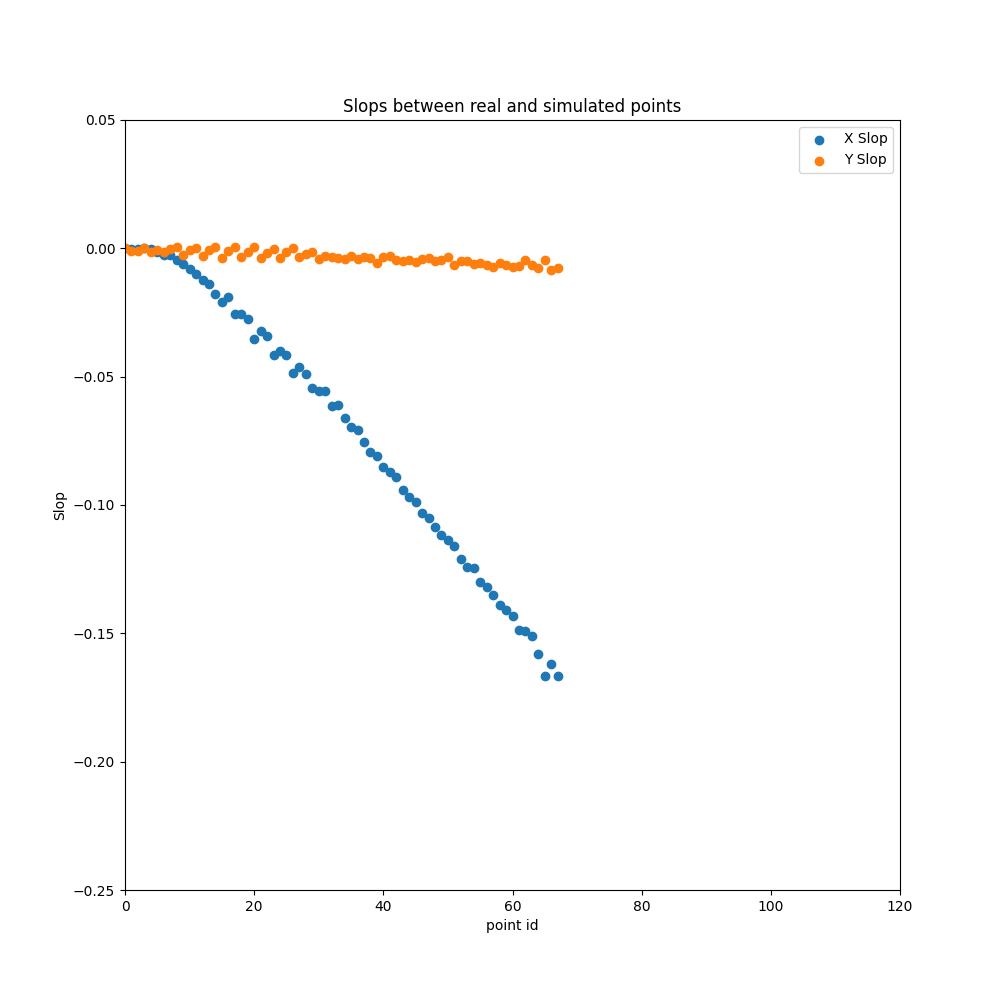 Slops between real and simulated points
X Slop
Y Slop
0.05
0.00
−0.05
−0.10
−0.15
−0.20
−0.25
Slop
0 20 40 60 80 100 120
point id